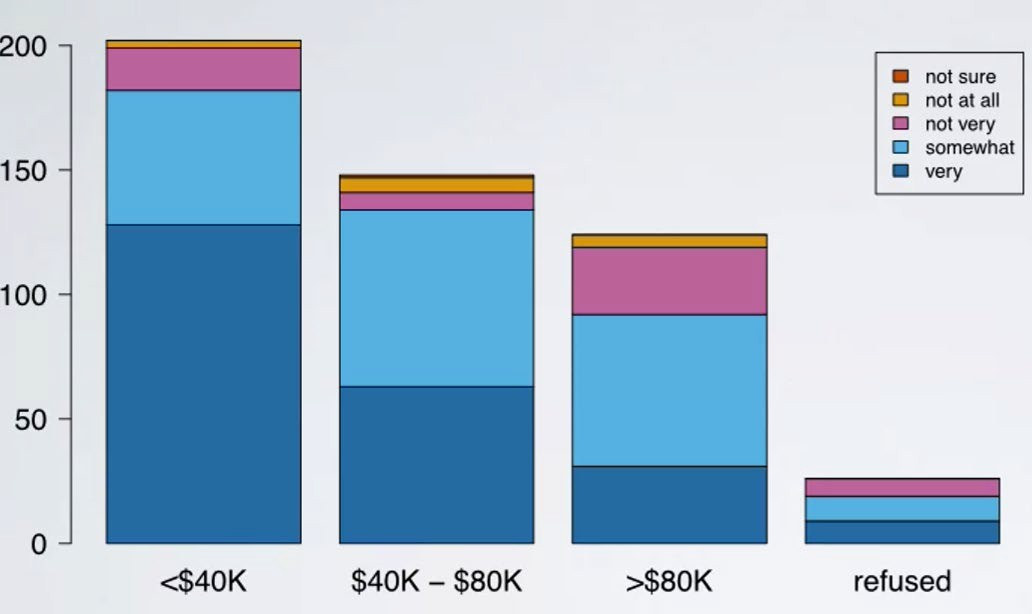 200
150
100
50
0
<$40K
$40K – $80K
>$80K
refused
not sure
not at all
not very
somewhat
very